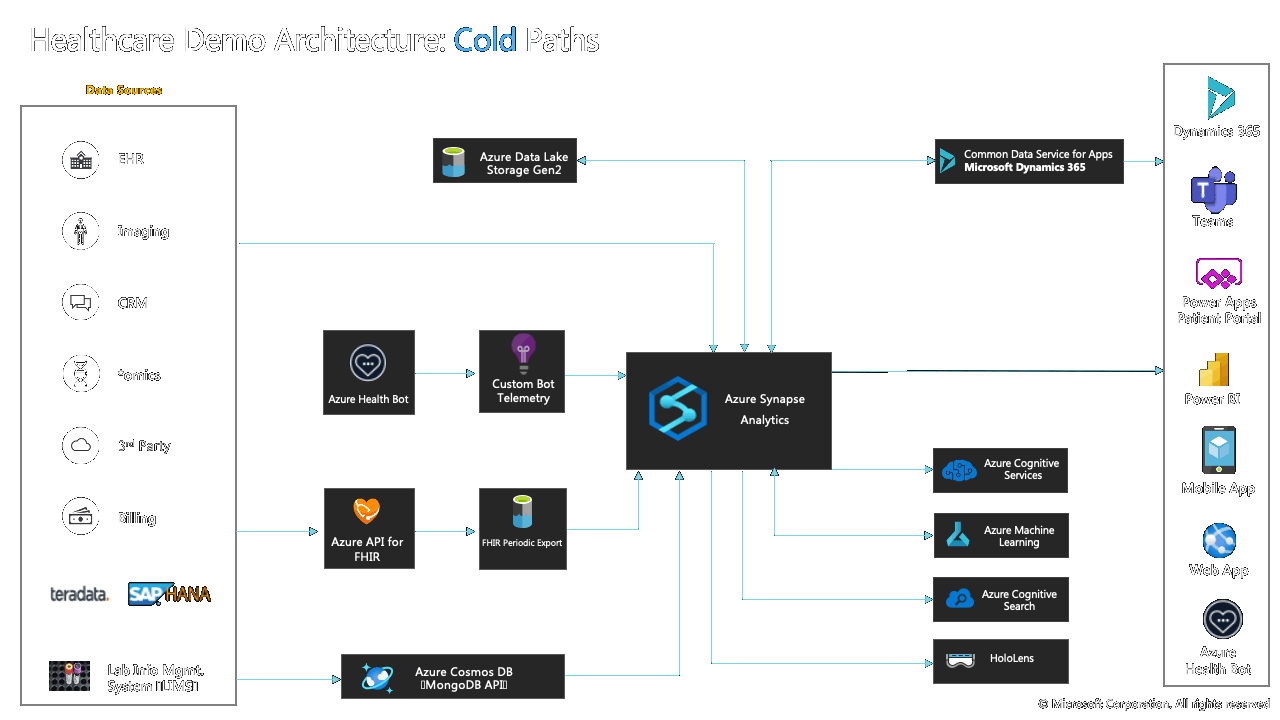 Healthcare Demo Architecture: Cold Paths
Data Sources
EHR
Imaging
CRM
'omics
3rd Party
Billing
teradata.
SAP HANA
Lab Info Mgmt.
System (LIMS)
Azure Data Lake
Storage Gen2
Azure Health Bot
Custom Bot
Telemetry
Azure API for
FHIR
FHIR Periodic Export
Azure Cosmos DB
(MongoDB API)
Azure Synapse
Analytics
Common Data Service for Apps
Microsoft Dynamics 365
Azure Cognitive
Services
Azure Machine
Learning
Azure Cognitive
Search
HoloLens
Dynamics 365
Teams
Power Apps
Patient Portal
Power BI
Mobile App
Web App
Azure
Health Bot
© Microsoft Corporation, All rights reserved